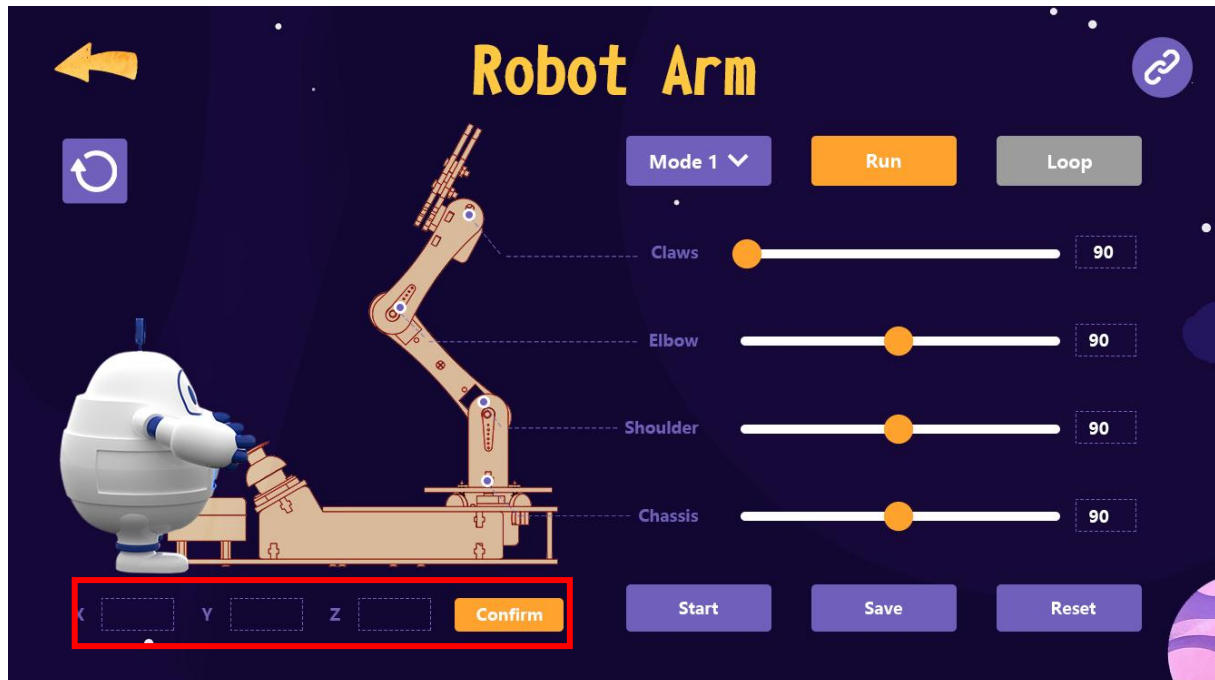 Robot Arm
Mode 1 Run Loop
Claws 90
Elbow 90
Shoulder 90
Chassis 90
X Y Z Confirm Start Save Reset